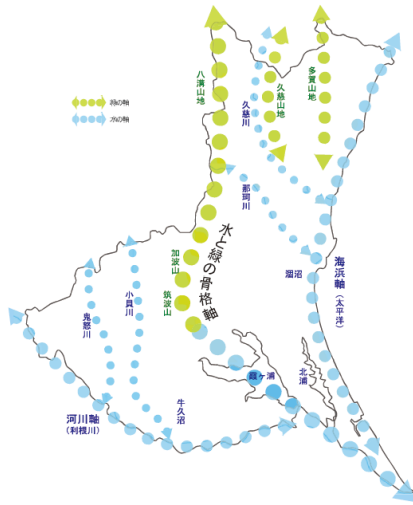 緑の軸
水の軸
八溝山地
久慈川
久慈山地
多賀山地
那珂川
水と緑の骨格軸
加波山
筑波山
涸沼
海浜軸（太平洋）
小貝川
鬼怒川
霞ヶ浦
北浦
牛久沼
河川軸
（利根川）